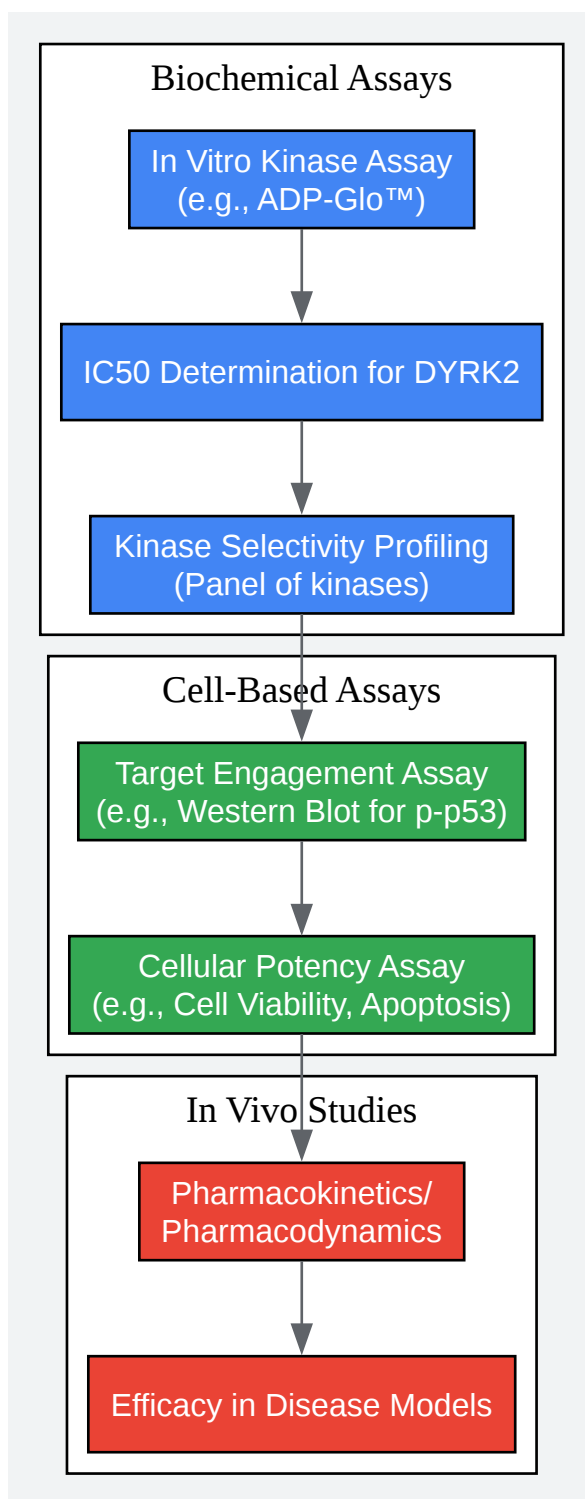 Biochemical Assays
In Vitro Kinase Assay
(e.g., ADP-Glo™)
IC50 Determination for DYRK2
Kinase Selectivity Profiling
(Panel of kinases)
Cell-Based Assays
Target Engagement Assay
(e.g., Western Blot for p-p53)
Cellular Potency Assay
(e.g., Cell Viability, Apoptosis)
In Vivo Studies
Pharmacokinetics/
Pharmacodynamics
Efficacy in Disease Models